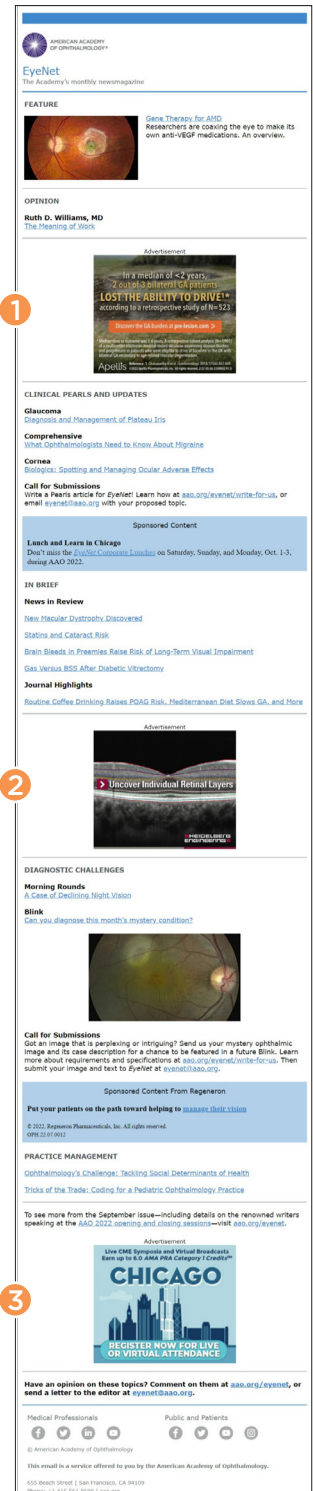 AMERICAN ACADEMY
OF OPHTHALMOLOGY®
EyeNet
The Academy's monthly newsmagazine
FEATURE
Gene Therapy for AMD
Researchers are coaxing the eye to make its
own anti-VEGF medications. An overview.
OPINION
Ruth D. Williams, MD
The Meaning of Work
Advertisement
1
In a median of <2 years,
2 out of 3 bilateral GA patients
LOST THE ABILITY TO DRIVE¹*
according to a retrospective study of N=523
Discover the GA burden at pre-lesion.com >
Apellis
CLINICAL PEARLS AND UPDATES
Glaucoma
Diagnosis and Management of Plateau Iris
Comprehensive
What Ophthalmologists Need to Know About Migraine
Cornea
Biologics: Spotting and Managing Ocular Adverse Effects
Call for Submissions
Write a Pearls article for EyeNet! Learn how at aao.org/eyenet/write-for-us, or
email eyenet@aao.org with your proposed topic.
Sponsored Content
Lunch and Learn in Chicago
Don't miss the EyeNet Corporate Lunches on Saturday, Sunday, and Monday, Oct. 1-3,
during AAO 2022.
IN BRIEF
News in Review
New Macular Dystrophy Discovered
Statins and Cataract Risk
Brain Bleeds in Preemies Raise Risk of Long-Term Visual Impairment
Gas Versus BSS After Diabetic Vitrectomy
Journal Highlights
Routine Coffee Drinking Raises POAG Risk, Mediterranean Diet Slows GA, and More
Advertisement
2
Uncover Individual Retinal Layers
HEIDELBERG
ENGINEERING
DIAGNOSTIC CHALLENGES
Morning Rounds
A Case of Declining Night Vision
Blink
Can you diagnose this month's mystery condition?
Call for Submissions
Got an image that is perplexing or intriguing? Send us your mystery ophthalmic
image and its case description for a chance to be featured in a future Blink. Learn
more about requirements and specifications at aao.org/eyenet/write-for-us. Then
submit your image and text to EyeNet at eyenet@aao.org.
Sponsored Content From Regeneron
Put your patients on the path toward helping to manage their vision
© 2022, Regeneron Pharmaceuticals, Inc. All rights reserved.
OPH.22.07.0012
PRACTICE MANAGEMENT
Ophthalmology's Challenge: Tackling Social Determinants of Health
Tricks of the Trade: Coding for a Pediatric Ophthalmology Practice
To see more from the September issue—including details on the renowned writers
speaking at the AAO 2022 opening and closing sessions—visit aao.org/eyenet.
Advertisement
3
Live CME Symposia and Virtual Broadcasts
Earn up to 6.0 AMA PRA Category 1 Credits™
CHICAGO
REGISTER NOW FOR LIVE
OR VIRTUAL ATTENDANCE
Have an opinion on these topics? Comment on them at aao.org/eyenet, or
send a letter to the editor at eyenet@aao.org.
Medical Professionals
Public and Patients
© American Academy of Ophthalmology
This email is a service offered to you by the American Academy of Ophthalmology.
655 Beach Street | San Francisco, CA 94109